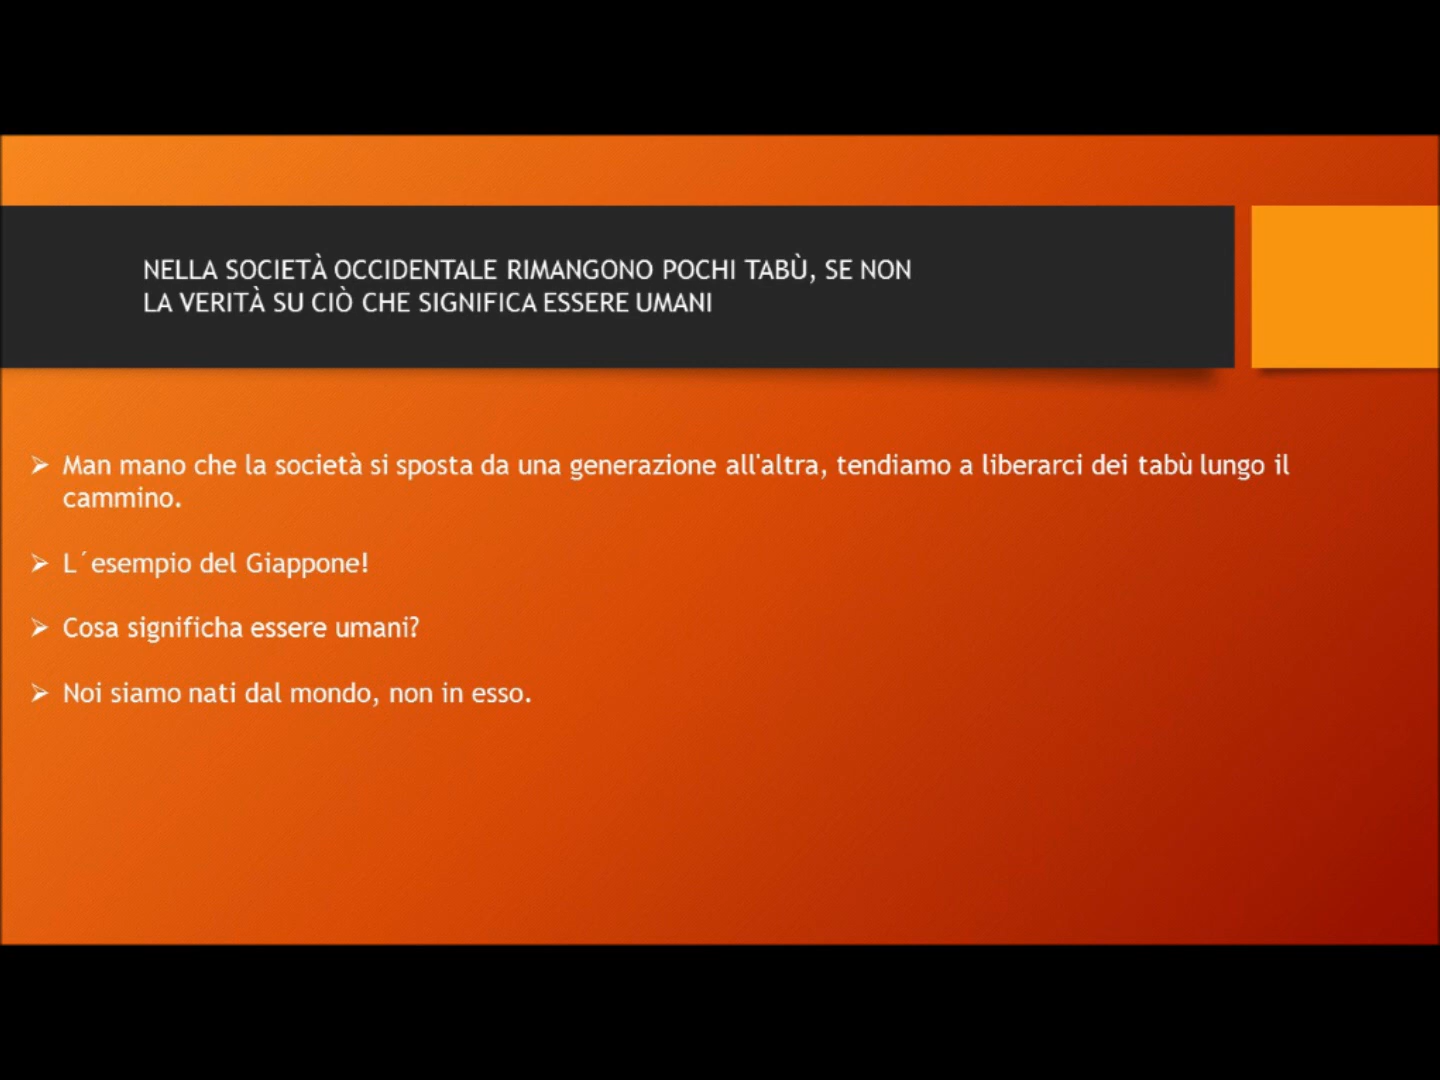 NELLA SOCIETÀ OCCIDENTALE RIMANGONO POCHI TABÙ, SE NON
LA VERITÀ SU CIÒ CHE SIGNIFICA ESSERE UMANI
➢ Man mano che la società si sposta da una generazione all'altra, tendiamo a liberarci dei tabù lungo il
cammino.
➢ L´esempio del Giappone!
➢ Cosa significha essere umani?
➢ Noi siamo nati dal mondo, non in esso.